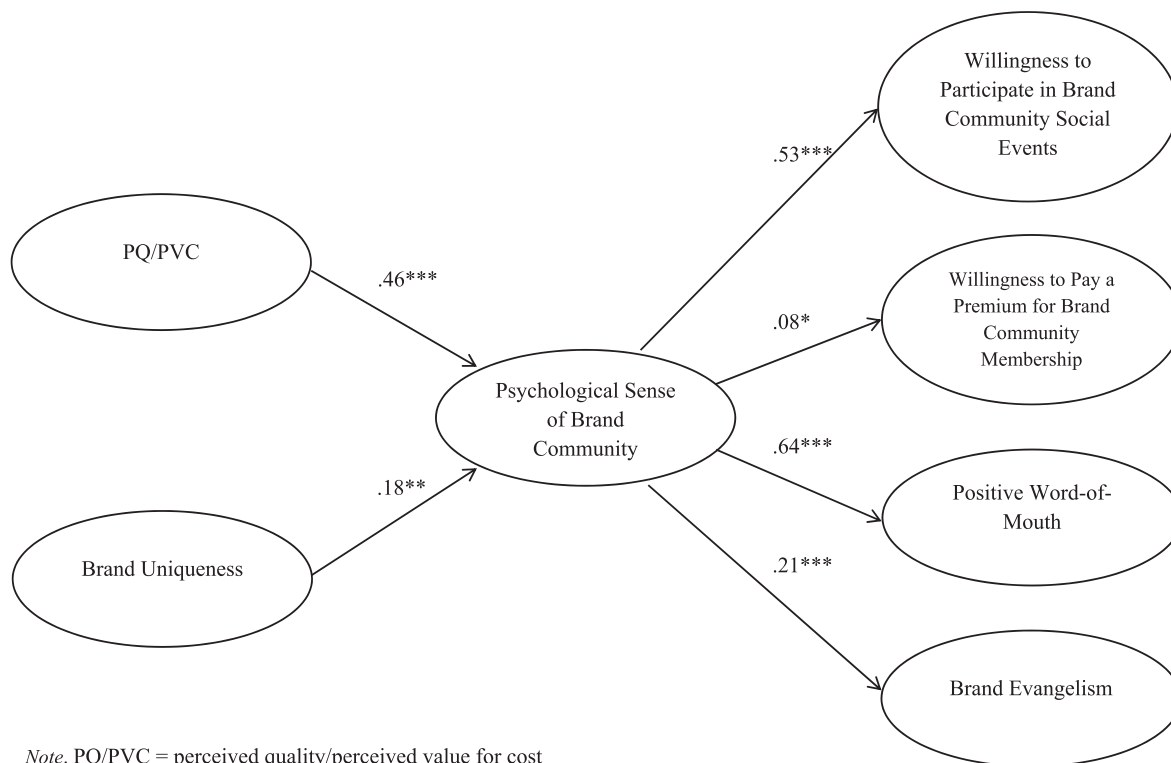 Willingness to
Participate in Brand
Community Social
Events
.53***
PQ/PVC
.46***
Willingness to Pay a
Premium for Brand
Community
Membership
.08*
Psychological Sense
of Brand
Community
.64***
Positive Word-of-
Mouth
.18**
Brand Uniqueness
.21***
Brand Evangelism
Note. PQ/PVC = perceived quality/perceived value for cost